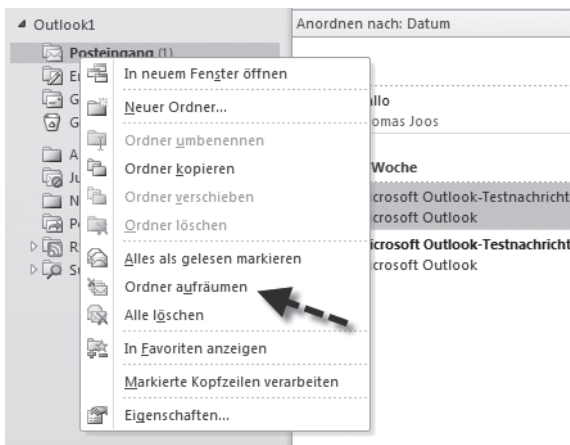 Outlook1
Anordnen nach: Datum
Posteingang (1)
In neuem Fenster öffnen
Neuer Ordner...
Ordner umbenennen
Ordner kopieren
Ordner verschieben
Ordner löschen
Alles als gelesen markieren
Ordner aufräumen
Alle löschen
In Favoriten anzeigen
Markierte Kopfzeilen verarbeiten
Eigenschaften...
llo
omas Joos
Woche
crosoft Outlook-Testnachricht
crosoft Outlook
icrosoft Outlook-Testnachricht
crosoft Outlook